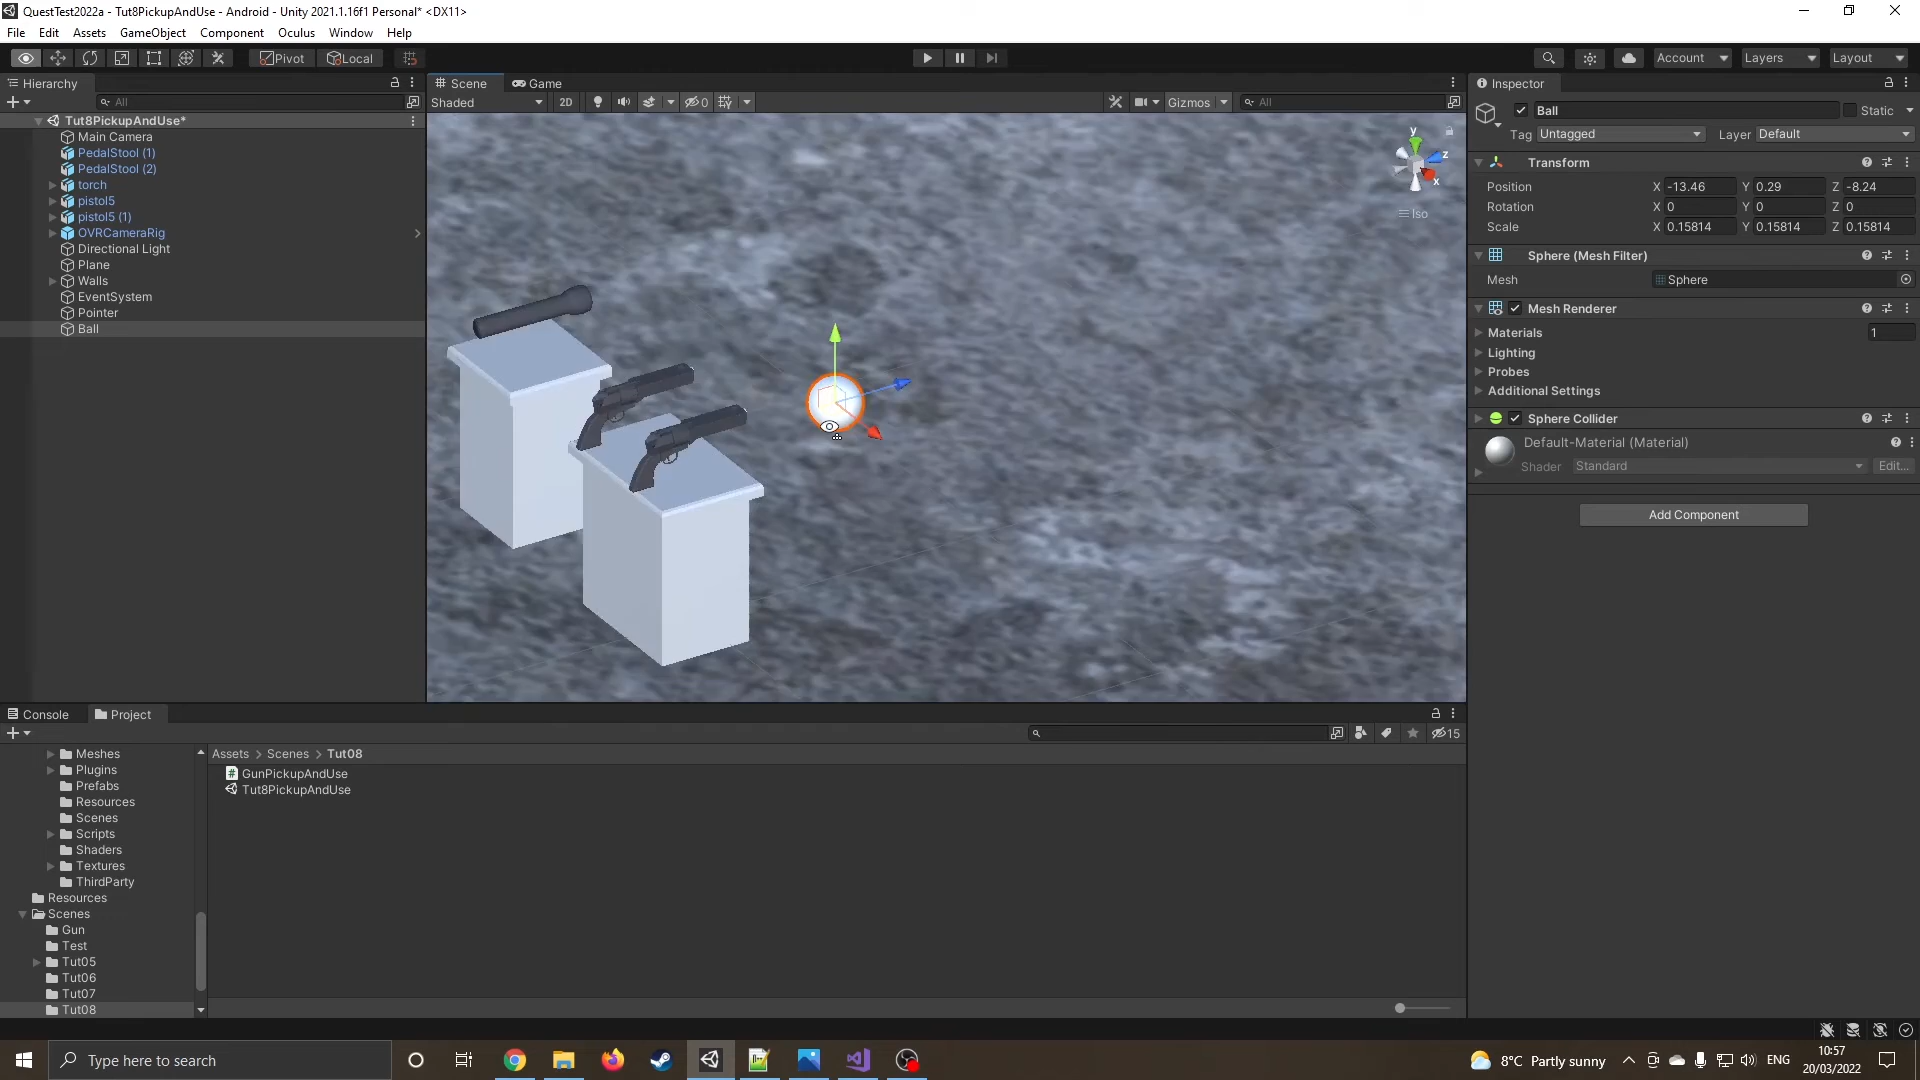 QuestTest2022a - Tut8PickupAndUse - Android - Unity 2021.1.16f1 Personal* <DX11>
File Edit Assets GameObject Component Oculus Window Help
Pivot Local Account Layers Layout
Hierarchy
All
Tut8PickupAndUse*
Main Camera
PedalStool (1)
PedalStool (2)
torch
pistol5
pistol5 (1)
OVRCameraRig
Directional Light
Plane
Walls
EventSystem
Pointer
Ball
Scene Game
Shaded 2D 0 Gizmos All
y
z
x
Iso
Inspector
Ball Static
Tag Untagged Layer Default
Transform
Position X -13.46 Y 0.29 Z -8.24
Rotation X 0 Y 0 Z 0
Scale X 0.15814 Y 0.15814 Z 0.15814
Sphere (Mesh Filter)
Mesh Sphere
Mesh Renderer
Materials 1
Lighting
Probes
Additional Settings
Sphere Collider
Default-Material (Material)
Shader Standard Edit...
Add Component
Console Project
15
Meshes
Plugins
Prefabs
Resources
Scenes
Scripts
Shaders
Textures
ThirdParty
Resources
Scenes
Gun
Test
Tut05
Tut06
Tut07
Tut08
Assets > Scenes > Tut08
GunPickupAndUse
Tut8PickupAndUse
Type here to search
8°C Partly sunny
ENG
10:57
20/03/2022